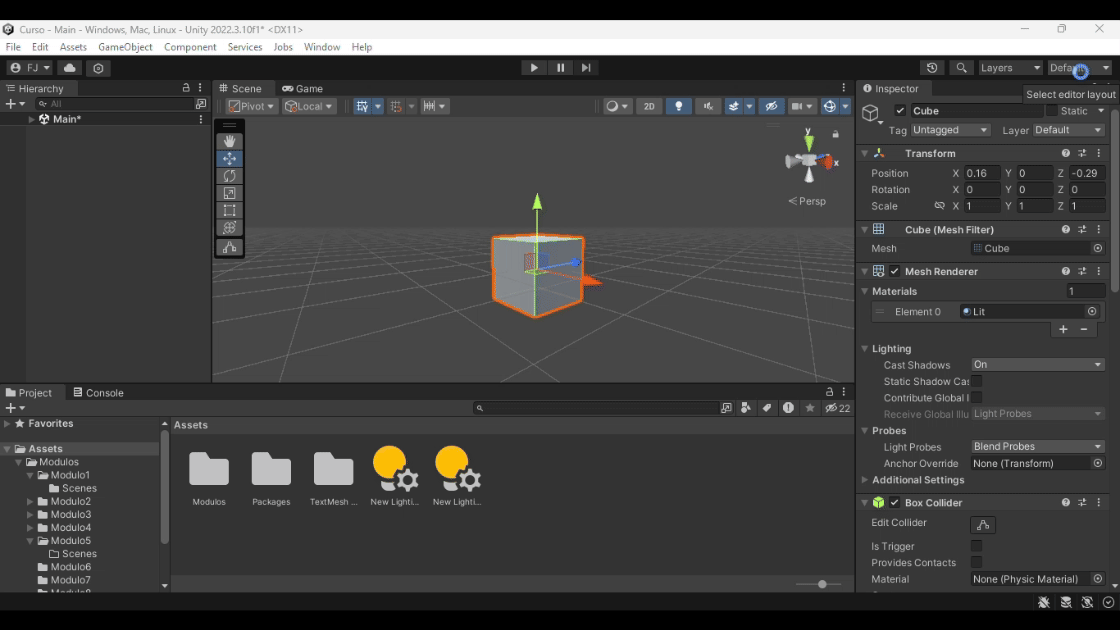 Curso - Main - Windows, Mac, Linux - Unity 2022.3.10f1* <DX11>
File Edit Assets GameObject Component Services Jobs Window Help
FJ Layers
Hierarchy Scene Game Inspector
Select editor layout
All Pivot Local 2D Cube Static
Main* Tag Untagged Layer Default
y
x
Persp
Transform
Position X 0.16 Y 0 Z -0.29
Rotation X 0 Y 0 Z 0
Scale X 1 Y 1 Z 1
Cube (Mesh Filter)
Mesh Cube
Mesh Renderer
Materials 1
Element 0 Lit
Lighting
Cast Shadows On
Static Shadow Cas
Contribute Global I
Receive Global Illu Light Probes
Probes
Light Probes Blend Probes
Anchor Override None (Transform)
Additional Settings
Box Collider
Edit Collider
Is Trigger
Provides Contacts
Material None (Physic Material)
Project Console
22
Favorites
Assets
Modulos
Modulo1
Scenes
Modulo2
Modulo3
Modulo4
Modulo5
Scenes
Modulo6
Modulo7
Assets
Modulos Packages TextMesh ... New Lighti... New Lighti...